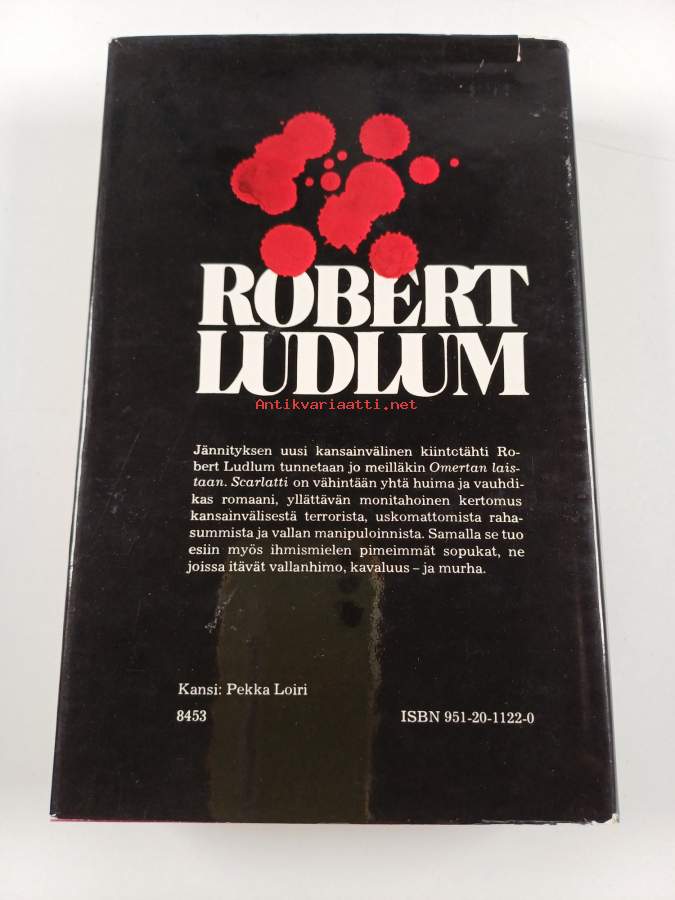 ROBERT
LUDLUM
Antikvariaatti.net
Jännityksen uusi kansainvälinen kiintotähti Ro-
bert Ludlum tunnetaan jo meilläkin Omertan lais-
taan. Scarlatti on vähintään yhtä huima ja vauhdi-
kas romaani, yllättävän monitahoinen kertomus
kansainvälisestä terrorista, uskomattomista raha-
summista ja vallan manipuloinnista. Samalla se tuo
esiin myös ihmismielen pimeimmät sopukat, ne
joissa itävät vallanhimo, kavaluus – ja murha.
Kansi: Pekka Loiri
8453 ISBN 951-20-1122-0